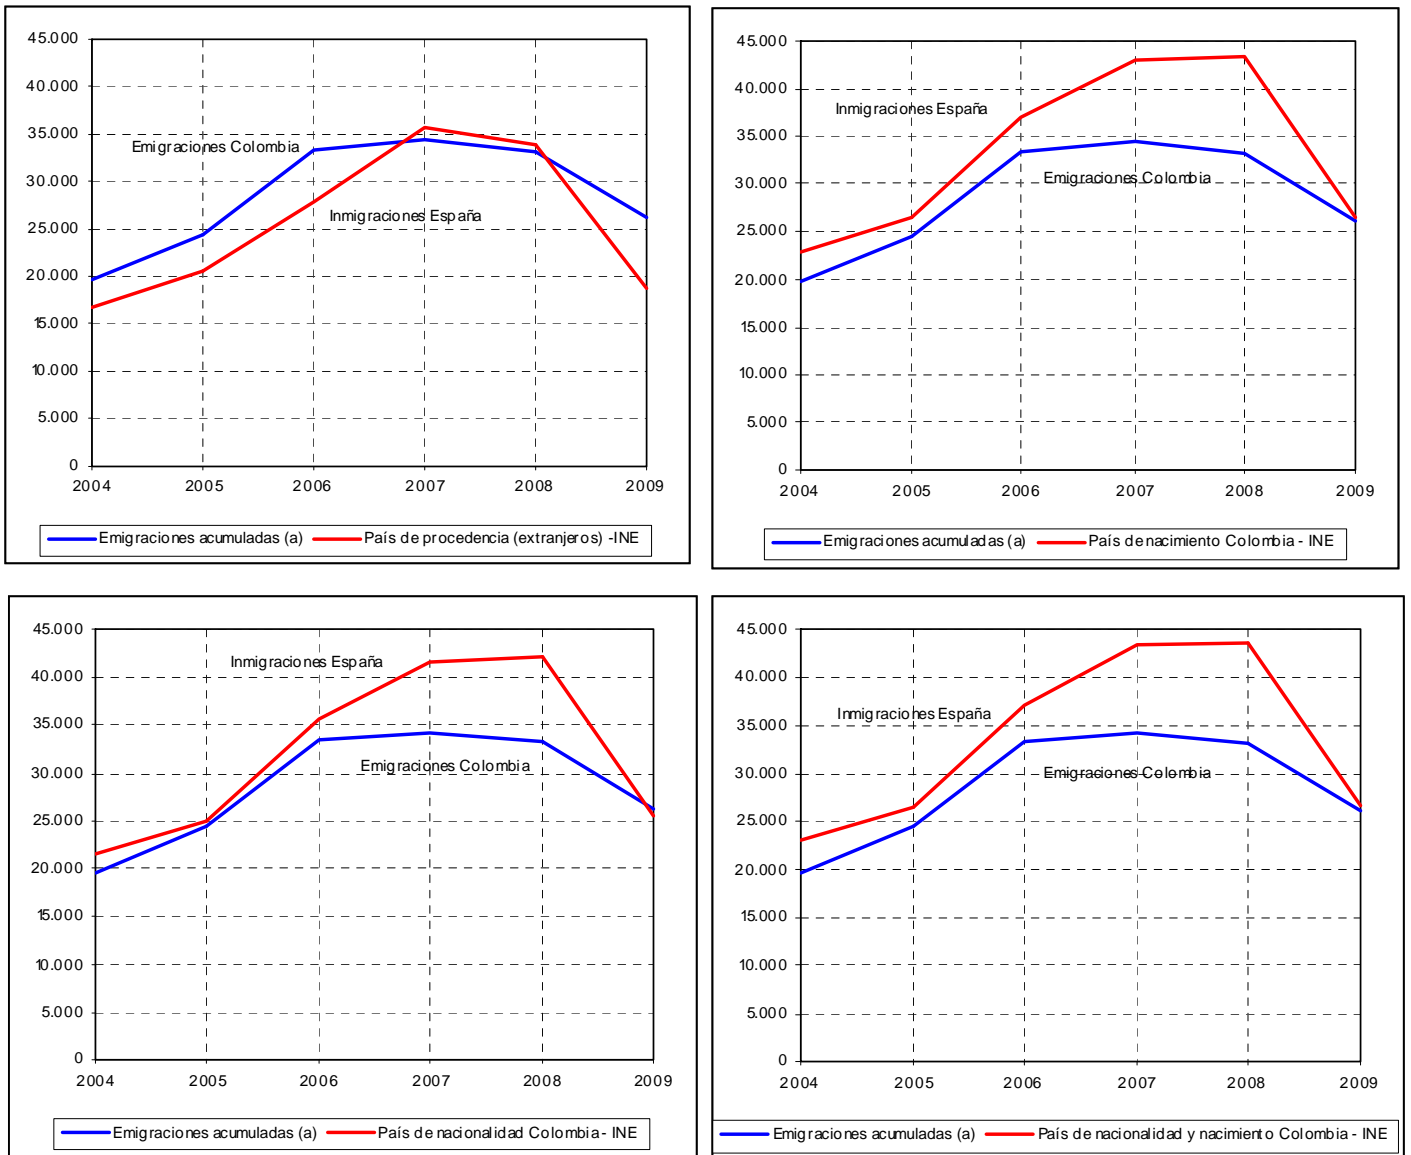 45.000
40.000
35.000
30.000
25.000
20.000
15.000
10.000
5.000
0
Emigraciones Colombia
Inmigraciones España
2004 2005 2006 2007 2008 2009
Emigraciones acumuladas (a) País de procedencia (extranjeros) -INE
45.000
40.000
35.000
30.000
25.000
20.000
15.000
10.000
5.000
0
Inmigraciones España
Emigraciones Colombia
2004 2005 2006 2007 2008 2009
Emigraciones acumuladas (a) País de nacimiento Colombia - INE
45.000
40.000
35.000
30.000
25.000
20.000
15.000
10.000
5.000
0
Inmigraciones España
Emigraciones Colombia
2004 2005 2006 2007 2008 2009
Emigraciones acumuladas (a) País de nacionalidad Colombia - INE
45.000
40.000
35.000
30.000
25.000
20.000
15.000
10.000
5.000
0
Inmigraciones España
Emigraciones Colombia
2004 2005 2006 2007 2008 2009
Emigraciones acumuladas (a) País de nacionalidad y nacimiento Colombia - INE